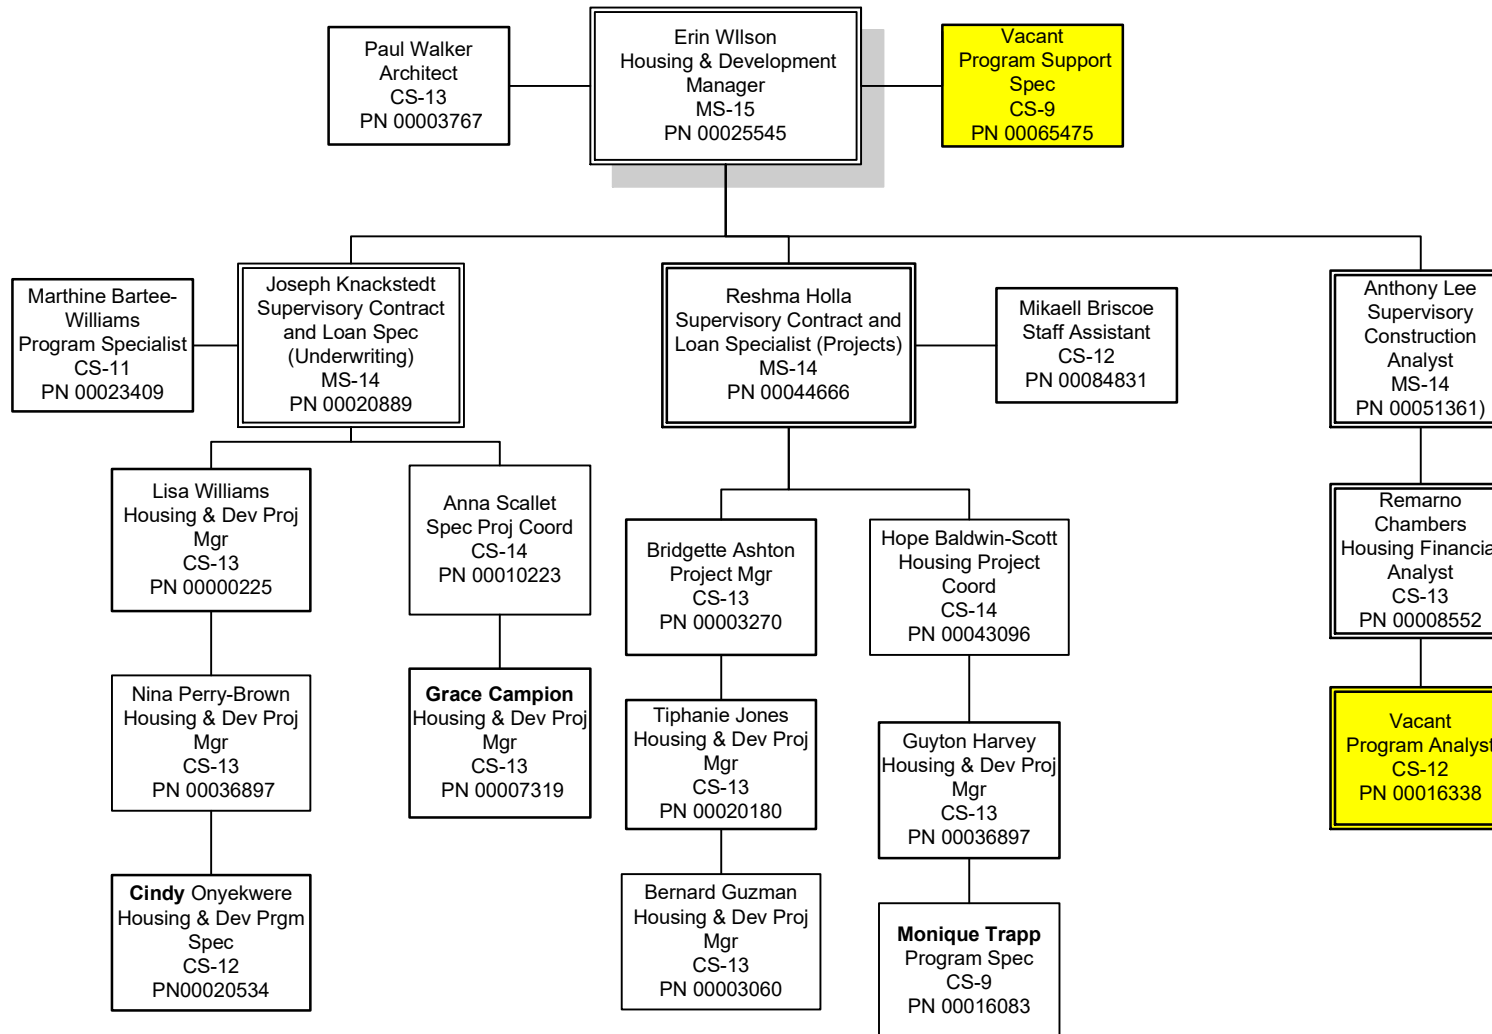 Paul Walker
Architect
CS-13
PN 00003767
Erin WIlson
Housing & Development
Manager
MS-15
PN 00025545
Vacant
Program Support
Spec
CS-9
PN 00065475
Marthine Bartee-
Williams
Program Specialist
CS-11
PN 00023409
Joseph Knackstedt
Supervisory Contract
and Loan Spec
(Underwriting)
MS-14
PN 00020889
Reshma Holla
Supervisory Contract and
Loan Specialist (Projects)
MS-14
PN 00044666
Mikaell Briscoe
Staff Assistant
CS-12
PN 00084831
Anthony Lee
Supervisory
Construction
Analyst
MS-14
PN 00051361)
Lisa Williams
Housing & Dev Proj
Mgr
CS-13
PN 00000225
Anna Scallet
Spec Proj Coord
CS-14
PN 00010223
Bridgette Ashton
Project Mgr
CS-13
PN 00003270
Hope Baldwin-Scott
Housing Project
Coord
CS-14
PN 00043096
Remarno
Chambers
Housing Financia
Analyst
CS-13
PN 00008552
Nina Perry-Brown
Housing & Dev Proj
Mgr
CS-13
PN 00036897
Grace Campion
Housing & Dev Proj
Mgr
CS-13
PN 00007319
Tiphanie Jones
Housing & Dev Proj
Mgr
CS-13
PN 00020180
Guyton Harvey
Housing & Dev Proj
Mgr
CS-13
PN 00036897
Vacant
Program Analyst
CS-12
PN 00016338
Cindy Onyekwere
Housing & Dev Prgm
Spec
CS-12
PN00020534
Bernard Guzman
Housing & Dev Proj
Mgr
CS-13
PN 00003060
Monique Trapp
Program Spec
CS-9
PN 00016083